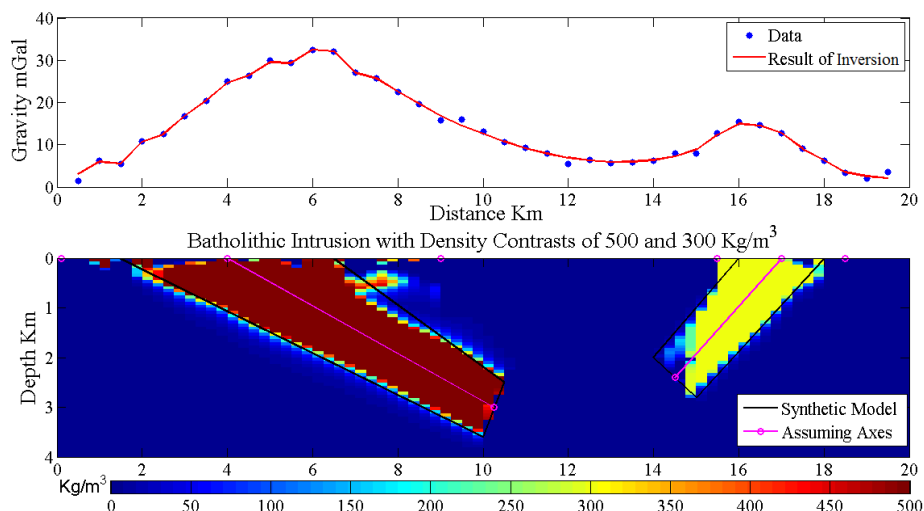 40
30
20
10
0
Gravity mGal
Data
Result of Inversion
0 2 4 6 8 10 12 14 16 18 20
Distance Km
Batholithic Intrusion with Density Contrasts of 500 and 300 Kg/m³
0
1
2
3
4
Depth Km
Synthetic Model
Assuming Axes
0 2 4 6 8 10 12 14 16 18 20
Kg/m³
0 50 100 150 200 250 300 350 400 450 500